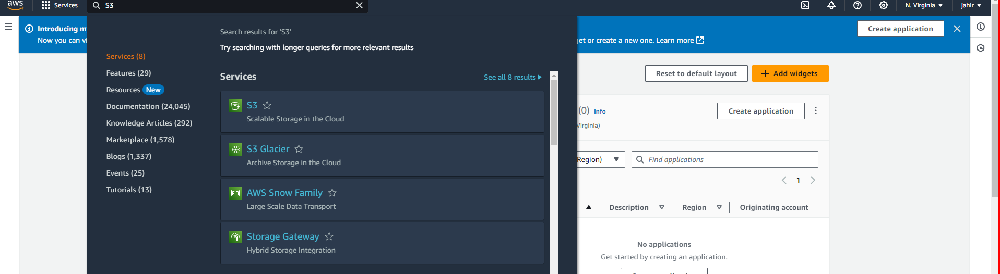 aws
Services
S3
N. Virginia
jahir
Introducing m
Now you can vi
get or create a new one. Learn more
Create application
Search results for 'S3'
Try searching with longer queries for more relevant results
Services (8)
Features (29)
Resources New
Documentation (24,045)
Knowledge Articles (292)
Marketplace (1,578)
Blogs (1,337)
Events (25)
Tutorials (13)
Services
See all 8 results
S3
Scalable Storage in the Cloud
S3 Glacier
Archive Storage in the Cloud
AWS Snow Family
Large Scale Data Transport
Storage Gateway
Hybrid Storage Integration
Reset to default layout
+ Add widgets
(0) Info
Virginia)
Create application
Region)
Find applications
1
Description
Region
Originating account
No applications
Get started by creating an application.